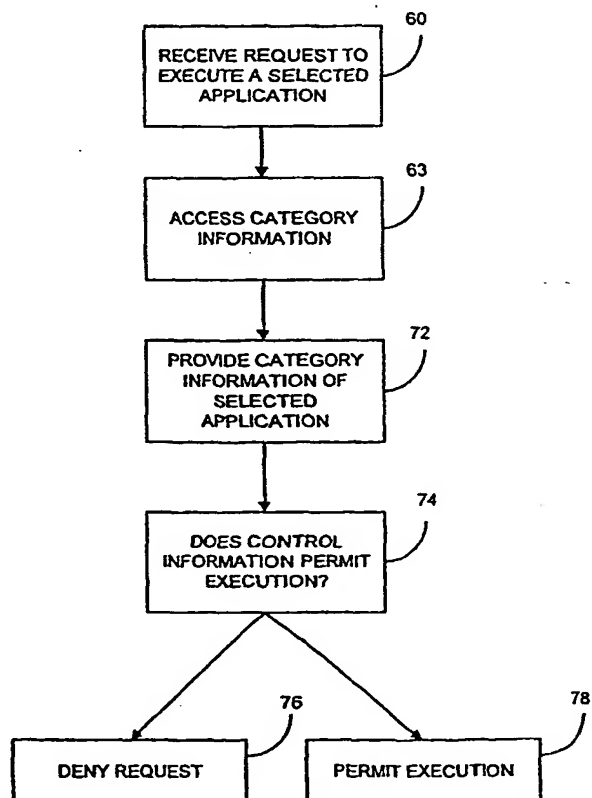 60
RECEIVE REQUEST TO
EXECUTE A SELECTED
APPLICATION
63
ACCESS CATEGORY
INFORMATION
72
PROVIDE CATEGORY
INFORMATION OF
SELECTED
APPLICATION
74
DOES CONTROL
INFORMATION PERMIT
EXECUTION?
76
78
DENY REQUEST
PERMIT EXECUTION